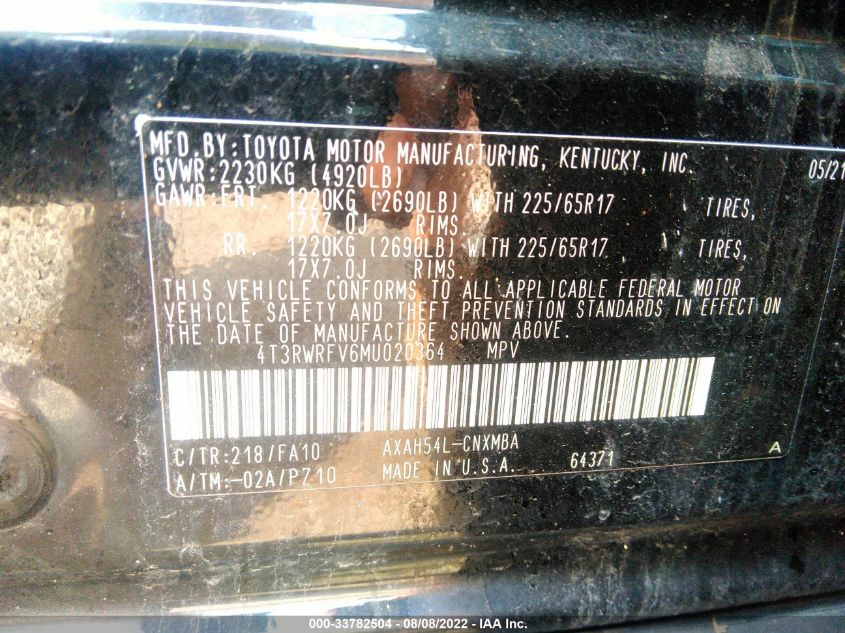 MFD.BY:TOYOTA MOTOR MANUFACTURING, KENTUCKY, INC. 05/21
GVWR:2230KG (4920LB)
GAWR:FRT. 1220KG (2690LB) WITH 225/65R17 TIRES,
17X7.0J RIMS.
RR. 1220KG (2690LB) WITH 225/65R17 TIRES,
17X7.0J RIMS.
THIS VEHICLE CONFORMS TO ALL APPLICABLE FEDERAL MOTOR
VEHICLE SAFETY AND THEFT PREVENTION STANDARDS IN EFFECT ON
THE DATE OF MANUFACTURE SHOWN ABOVE.
4T3RWRFV6MU020364 MPV
C/TR:218/FA10 AXAH54L-CNXMBA A
A/TM:-02A/PZ10 MADE IN U.S.A. 64371
000-33782504 - 08/08/2022 - IAA Inc.